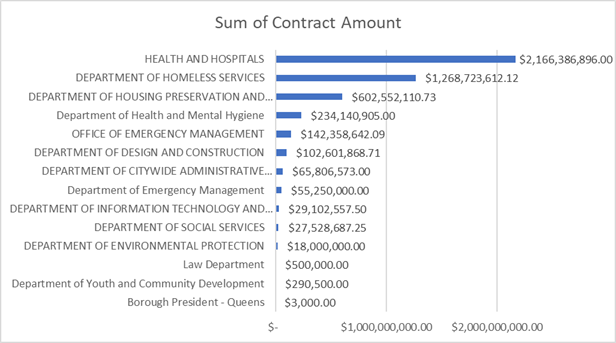 Sum of Contract Amount
HEALTH AND HOSPITALS $2,166,386,896.00
DEPARTMENT OF HOMELESS SERVICES $1,268,723,612.12
DEPARTMENT OF HOUSING PRESERVATION AND... $602,552,110.73
Department of Health and Mental Hygiene $234,140,905.00
OFFICE OF EMERGENCY MANAGEMENT $142,358,642.09
DEPARTMENT OF DESIGN AND CONSTRUCTION $102,601,868.71
DEPARTMENT OF CITYWIDE ADMINISTRATIVE... $65,806,573.00
Department of Emergency Management $55,250,000.00
DEPARTMENT OF INFORMATION TECHNOLOGY AND... $29,102,557.50
DEPARTMENT OF SOCIAL SERVICES $27,528,687.25
DEPARTMENT OF ENVIRONMENTAL PROTECTION $18,000,000.00
Law Department $500,000.00
Department of Youth and Community Development $290,500.00
Borough President - Queens $3,000.00
$- $1,000,000,000.00 $2,000,000,000.00